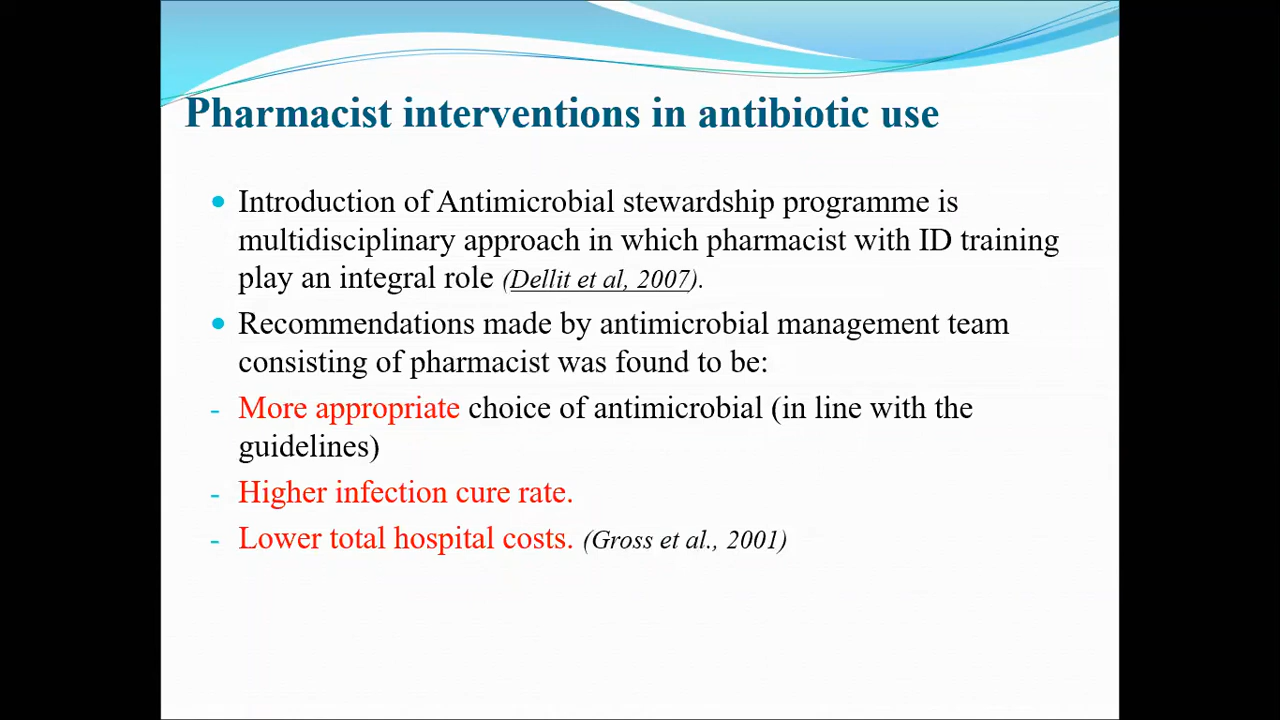 Pharmacist interventions in antibiotic use
• Introduction of Antimicrobial stewardship programme is
multidisciplinary approach in which pharmacist with ID training
play an integral role (Dellit et al, 2007).
• Recommendations made by antimicrobial management team
consisting of pharmacist was found to be:
- More appropriate choice of antimicrobial (in line with the
guidelines)
- Higher infection cure rate.
- Lower total hospital costs. (Gross et al., 2001)